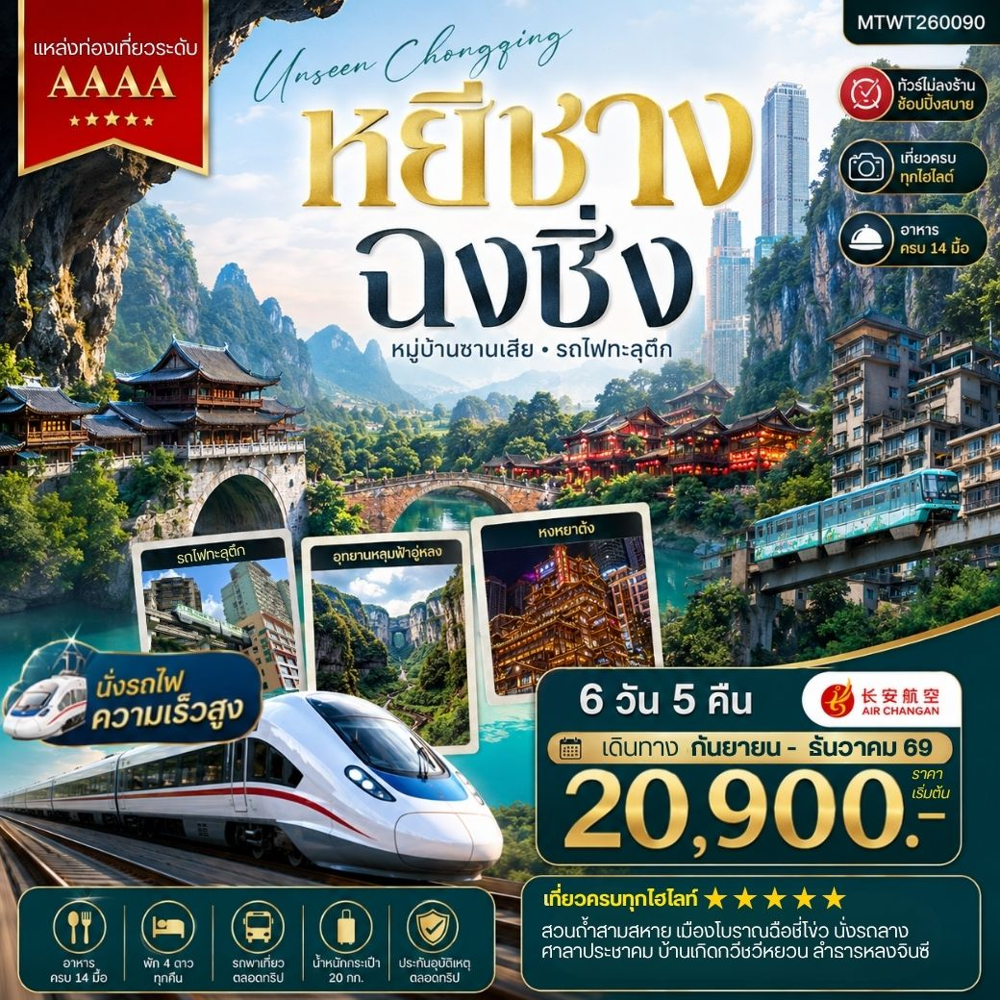 แหล่งท่องเที่ยวระดับ
AAAA
Unseen Chongqing
MTWT260090
หยีชาง
ฉงชิ่ง
หมู่บ้านซานเสีย • รถไฟทะลุตึก
ทัวร์ไม่ลงร้าน
ช้อปปิ้งสบาย
เที่ยวครบ
ทุกไฮไลต์
อาหาร
ครบ 14 มื้อ
รถไฟทะลุตึก
อุทยานหลุมฟ้าอู่หลง
หงหยาต้ง
นั่งรถไฟ
ความเร็วสูง
6 วัน 5 คืน
长安航空
AIR CHANGAN
เดินทาง กันยายน - ธันวาคม 69
20,900.-
ราคา
เริ่มต้น
เที่ยวครบทุกไฮไลท์
สวนถ้ำสามสหาย เมืองโบราณฉือชี่โข่ว นั่งรถลาง
ศาลาประชาคม บ้านเกิดกวีชวีหยวน ลำธารหลงจินซี
อาหาร
ครบ 14 มื้อ
พัก 4 ดาว
ทุกคืน
รถพาเที่ยว
ตลอดทริป
น้ำหนักกระเป๋า
20 กก.
ประกันอุบัติเหตุ
ตลอดทริป